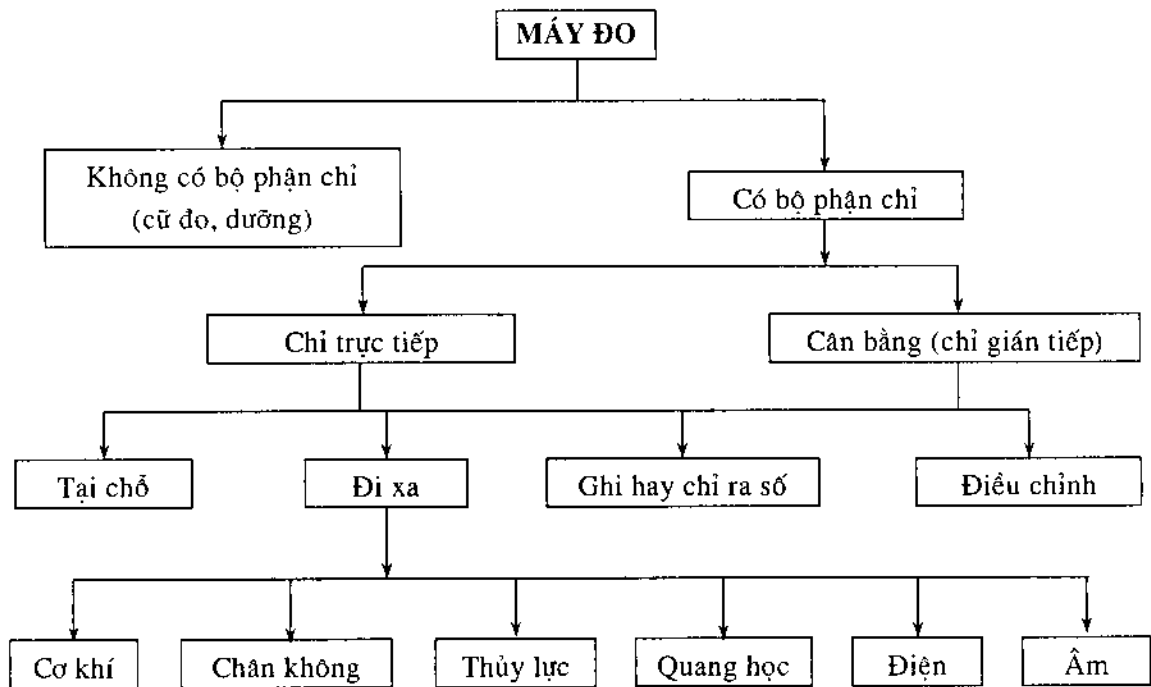 MÁY ĐO
Không có bộ phận chỉ
(cữ đo, dưỡng)
Có bộ phận chỉ
Chỉ trực tiếp
Cân bằng (chỉ gián tiếp)
Tại chỗ
Đi xa
Ghi hay chỉ ra số
Điều chỉnh
Cơ khí
Chân không
Thủy lực
Quang học
Điện
Âm